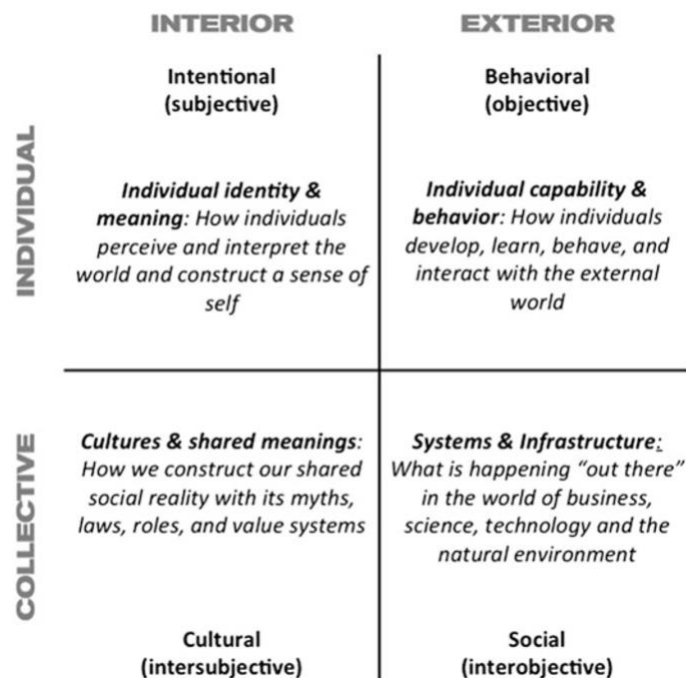 INTERIOR
EXTERIOR
INDIVIDUAL
Intentional
(subjective)
Individual identity &
meaning: How individuals
perceive and interpret the
world and construct a sense of
self
Behavioral
(objective)
Individual capability &
behavior: How individuals
develop, learn, behave, and
interact with the external
world
COLLECTIVE
Cultures & shared meanings:
How we construct our shared
social reality with its myths,
laws, roles, and value systems
Cultural
(intersubjective)
Systems & Infrastructure:
What is happening “out there”
in the world of business,
science, technology and the
natural environment
Social
(interobjective)